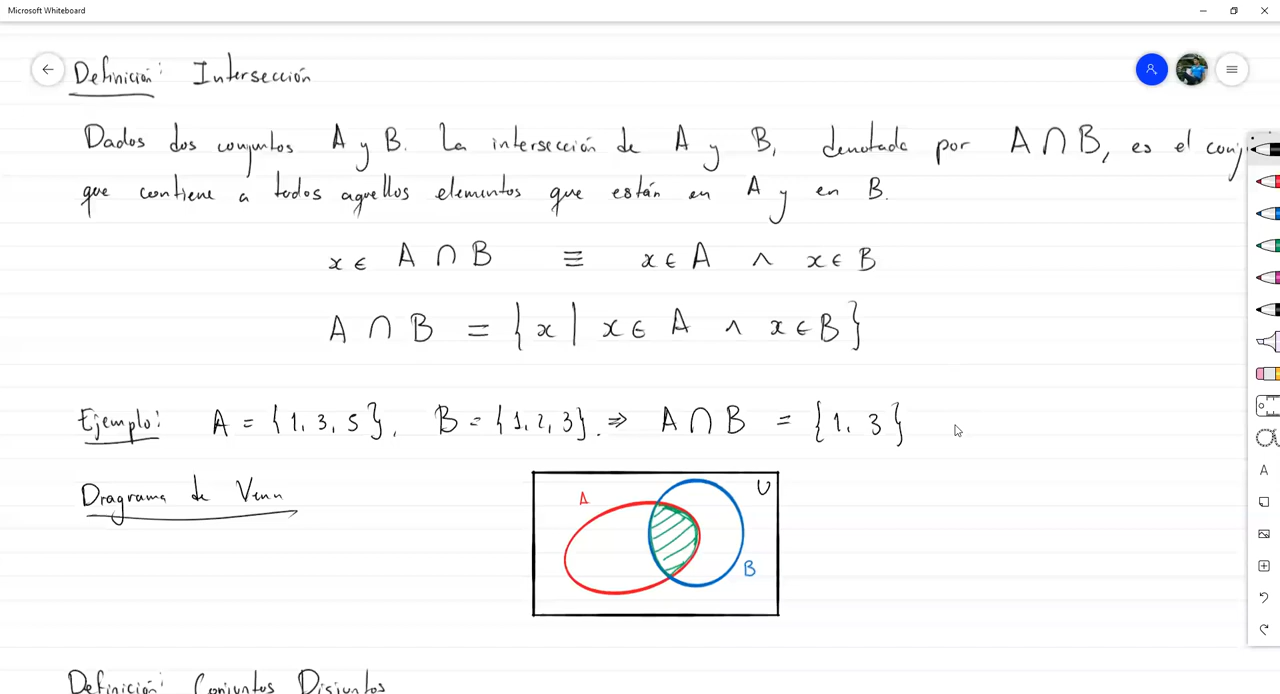 Microsoft Whiteboard
Definición: Intersección
Dados dos conjuntos A y B. La intersección de A y B, denotada por A ∩ B, es el conj
que contiene a todos aquellos elementos que están en A y en B.
x ∈ A ∩ B ≡ x ∈ A ∧ x ∈ B
A ∩ B = { x | x ∈ A ∧ x ∈ B }
Ejemplo: A = {1, 3, 5}, B = {1, 2, 3}. ⇒ A ∩ B = {1, 3}
Diagrama de Venn
A
U
B
A
Definición: Conjuntos Disjuntos